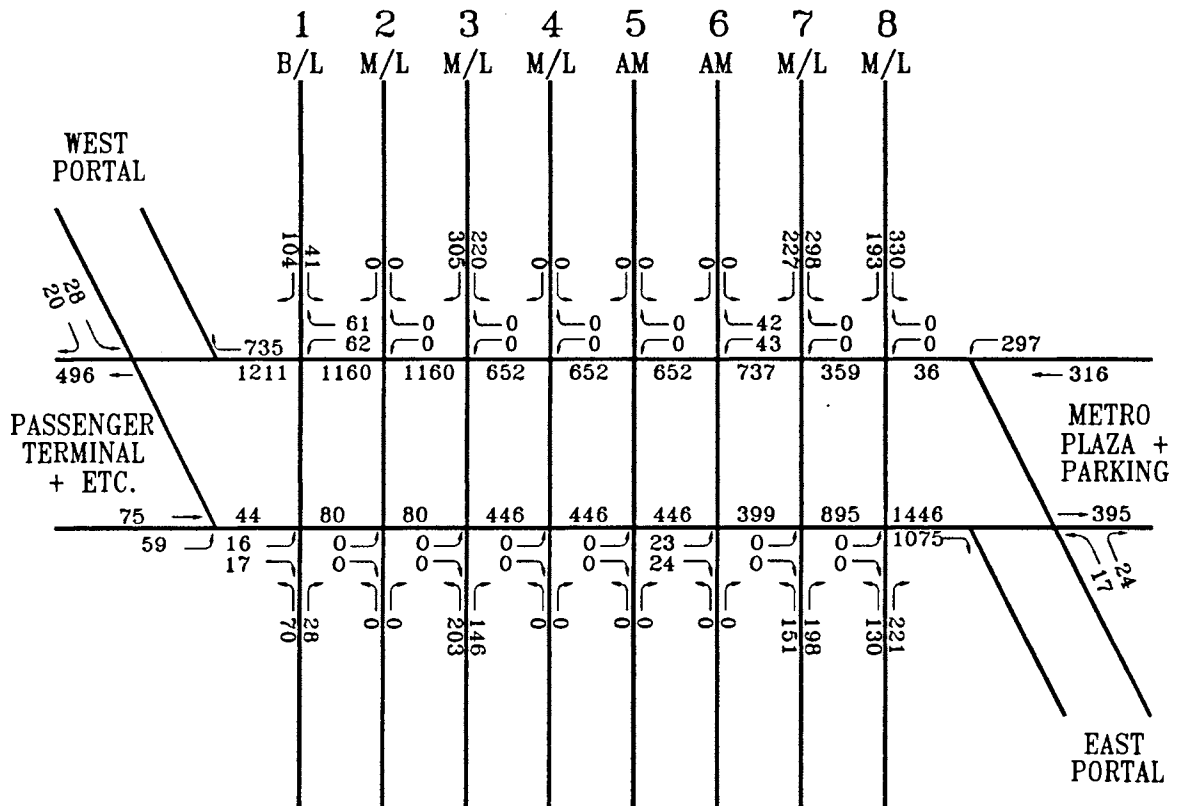 1 2 3 4 5 6 7 8
B/L M/L M/L M/L AM AM M/L M/L
WEST
PORTAL
104 41 0 0 305 220 0 0 0 0 0 0 227 298 193 330
28
20
61 0 0 0 0 42 0 0
735 62 0 0 0 0 43 0 0 297
496 1211 1160 1160 652 652 652 737 359 36 316
PASSENGER
TERMINAL
+ ETC.
METRO
PLAZA +
PARKING
75 44 80 80 446 446 446 399 895 1446 395
59 16 0 0 0 0 23 0 0 1075
17 0 0 0 0 24 0 0
24
17
70 28 0 0 203 146 0 0 0 0 0 0 151 198 130 221
EAST
PORTAL